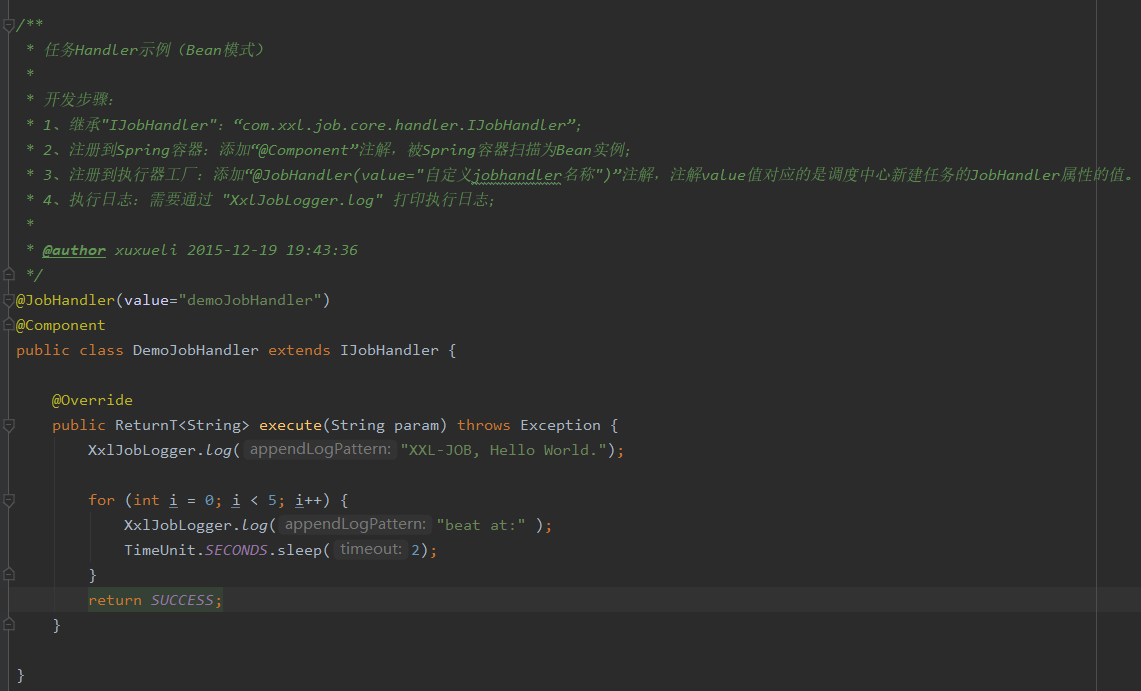 /**
 * 任务Handler示例（Bean模式）
 *
 * 开发步骤：
 * 1、继承"IJobHandler"：“com.xxl.job.core.handler.IJobHandler”；
 * 2、注册到Spring容器：添加“@Component”注解，被Spring容器扫描为Bean实例；
 * 3、注册到执行器工厂：添加“@JobHandler(value="自定义jobhandler名称")”注解，注解value值对应的是调度中心新建任务的JobHandler属性的值。
 * 4、执行日志：需要通过 "XxlJobLogger.log" 打印执行日志；
 *
 * @author xuxueli 2015-12-19 19:43:36
 */
@JobHandler(value="demoJobHandler")
@Component
public class DemoJobHandler extends IJobHandler {
    @Override
    public ReturnT<String> execute(String param) throws Exception {
        XxlJobLogger.log( appendLogPattern: "XXL-JOB, Hello World.");
        for (int i = 0; i < 5; i++) {
            XxlJobLogger.log( appendLogPattern: "beat at:" );
            TimeUnit.SECONDS.sleep( timeout: 2);
        }
        return SUCCESS;
    }
}